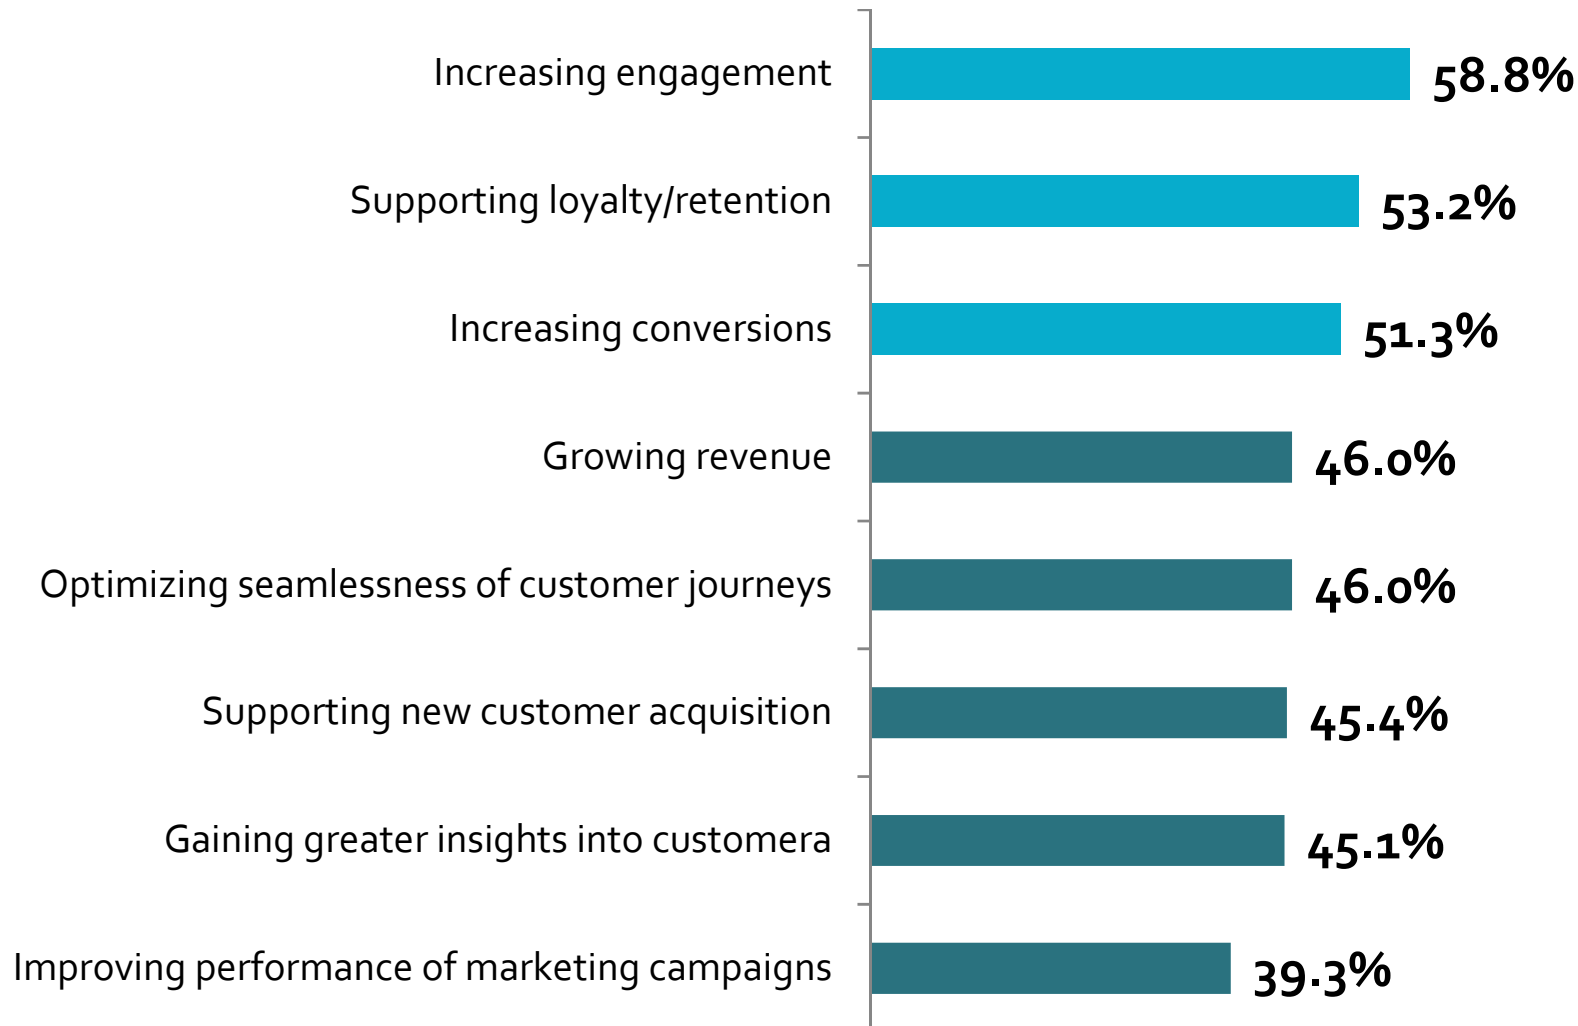 Increasing engagement 58.8%
Supporting loyalty/retention 53.2%
Increasing conversions 51.3%
Growing revenue 46.0%
Optimizing seamlessness of customer journeys 46.0%
Supporting new customer acquisition 45.4%
Gaining greater insights into customera 45.1%
Improving performance of marketing campaigns 39.3%